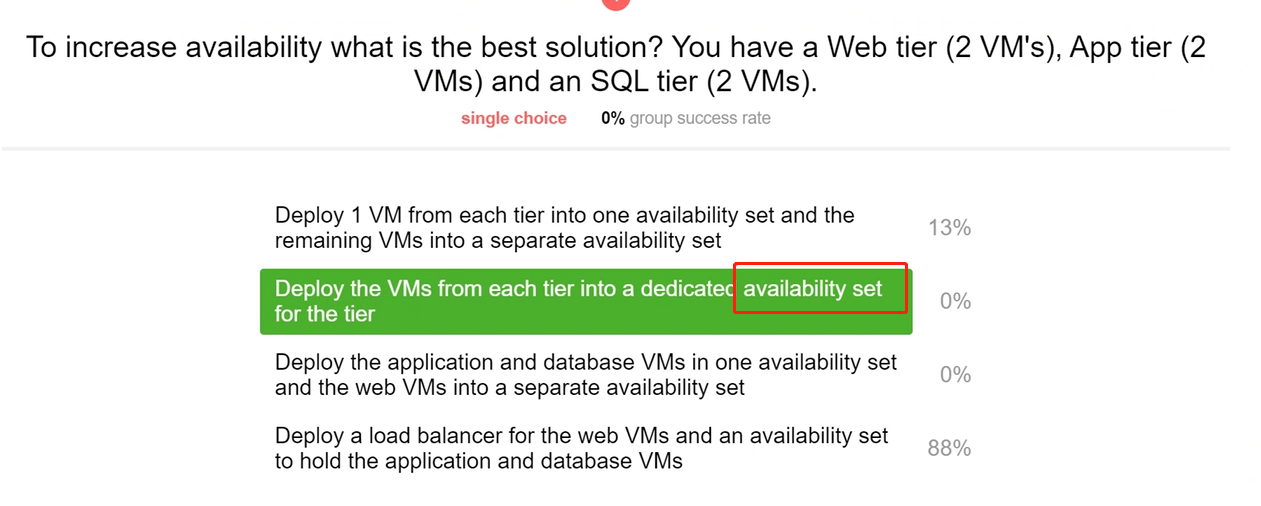 To increase availability what is the best solution? You have a Web tier (2 VM's), App tier (2
VMs) and an SQL tier (2 VMs).
single choice 0% group success rate
Deploy 1 VM from each tier into one availability set and the
remaining VMs into a separate availability set
13%
Deploy the VMs from each tier into a dedicated availability set
for the tier
0%
Deploy the application and database VMs in one availability set
and the web VMs into a separate availability set
0%
Deploy a load balancer for the web VMs and an availability set
to hold the application and database VMs
88%